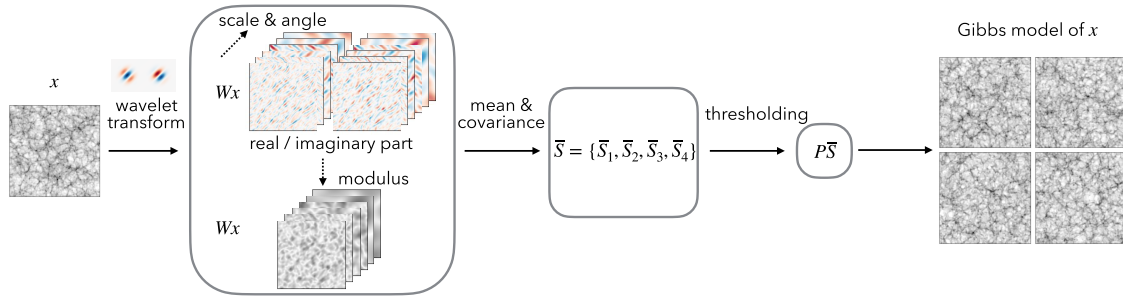 scale & angle
Gibbs model of x
x
wavelet
transform
Wx
real / imaginary part
mean &
covariance
S̅ = {S̅₁, S̅₂, S̅₃, S̅₄}
thresholding
PS̅
modulus
Wx